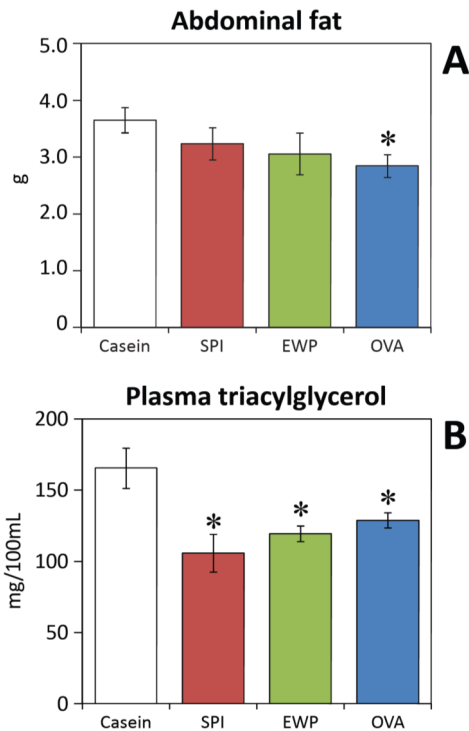 Abdominal fat
A
5.0
4.0
3.0
2.0
1.0
0
g
*
Casein SPI EWP OVA
Plasma triacylglycerol
B
200
150
100
50
0
mg/100mL
* * *
Casein SPI EWP OVA